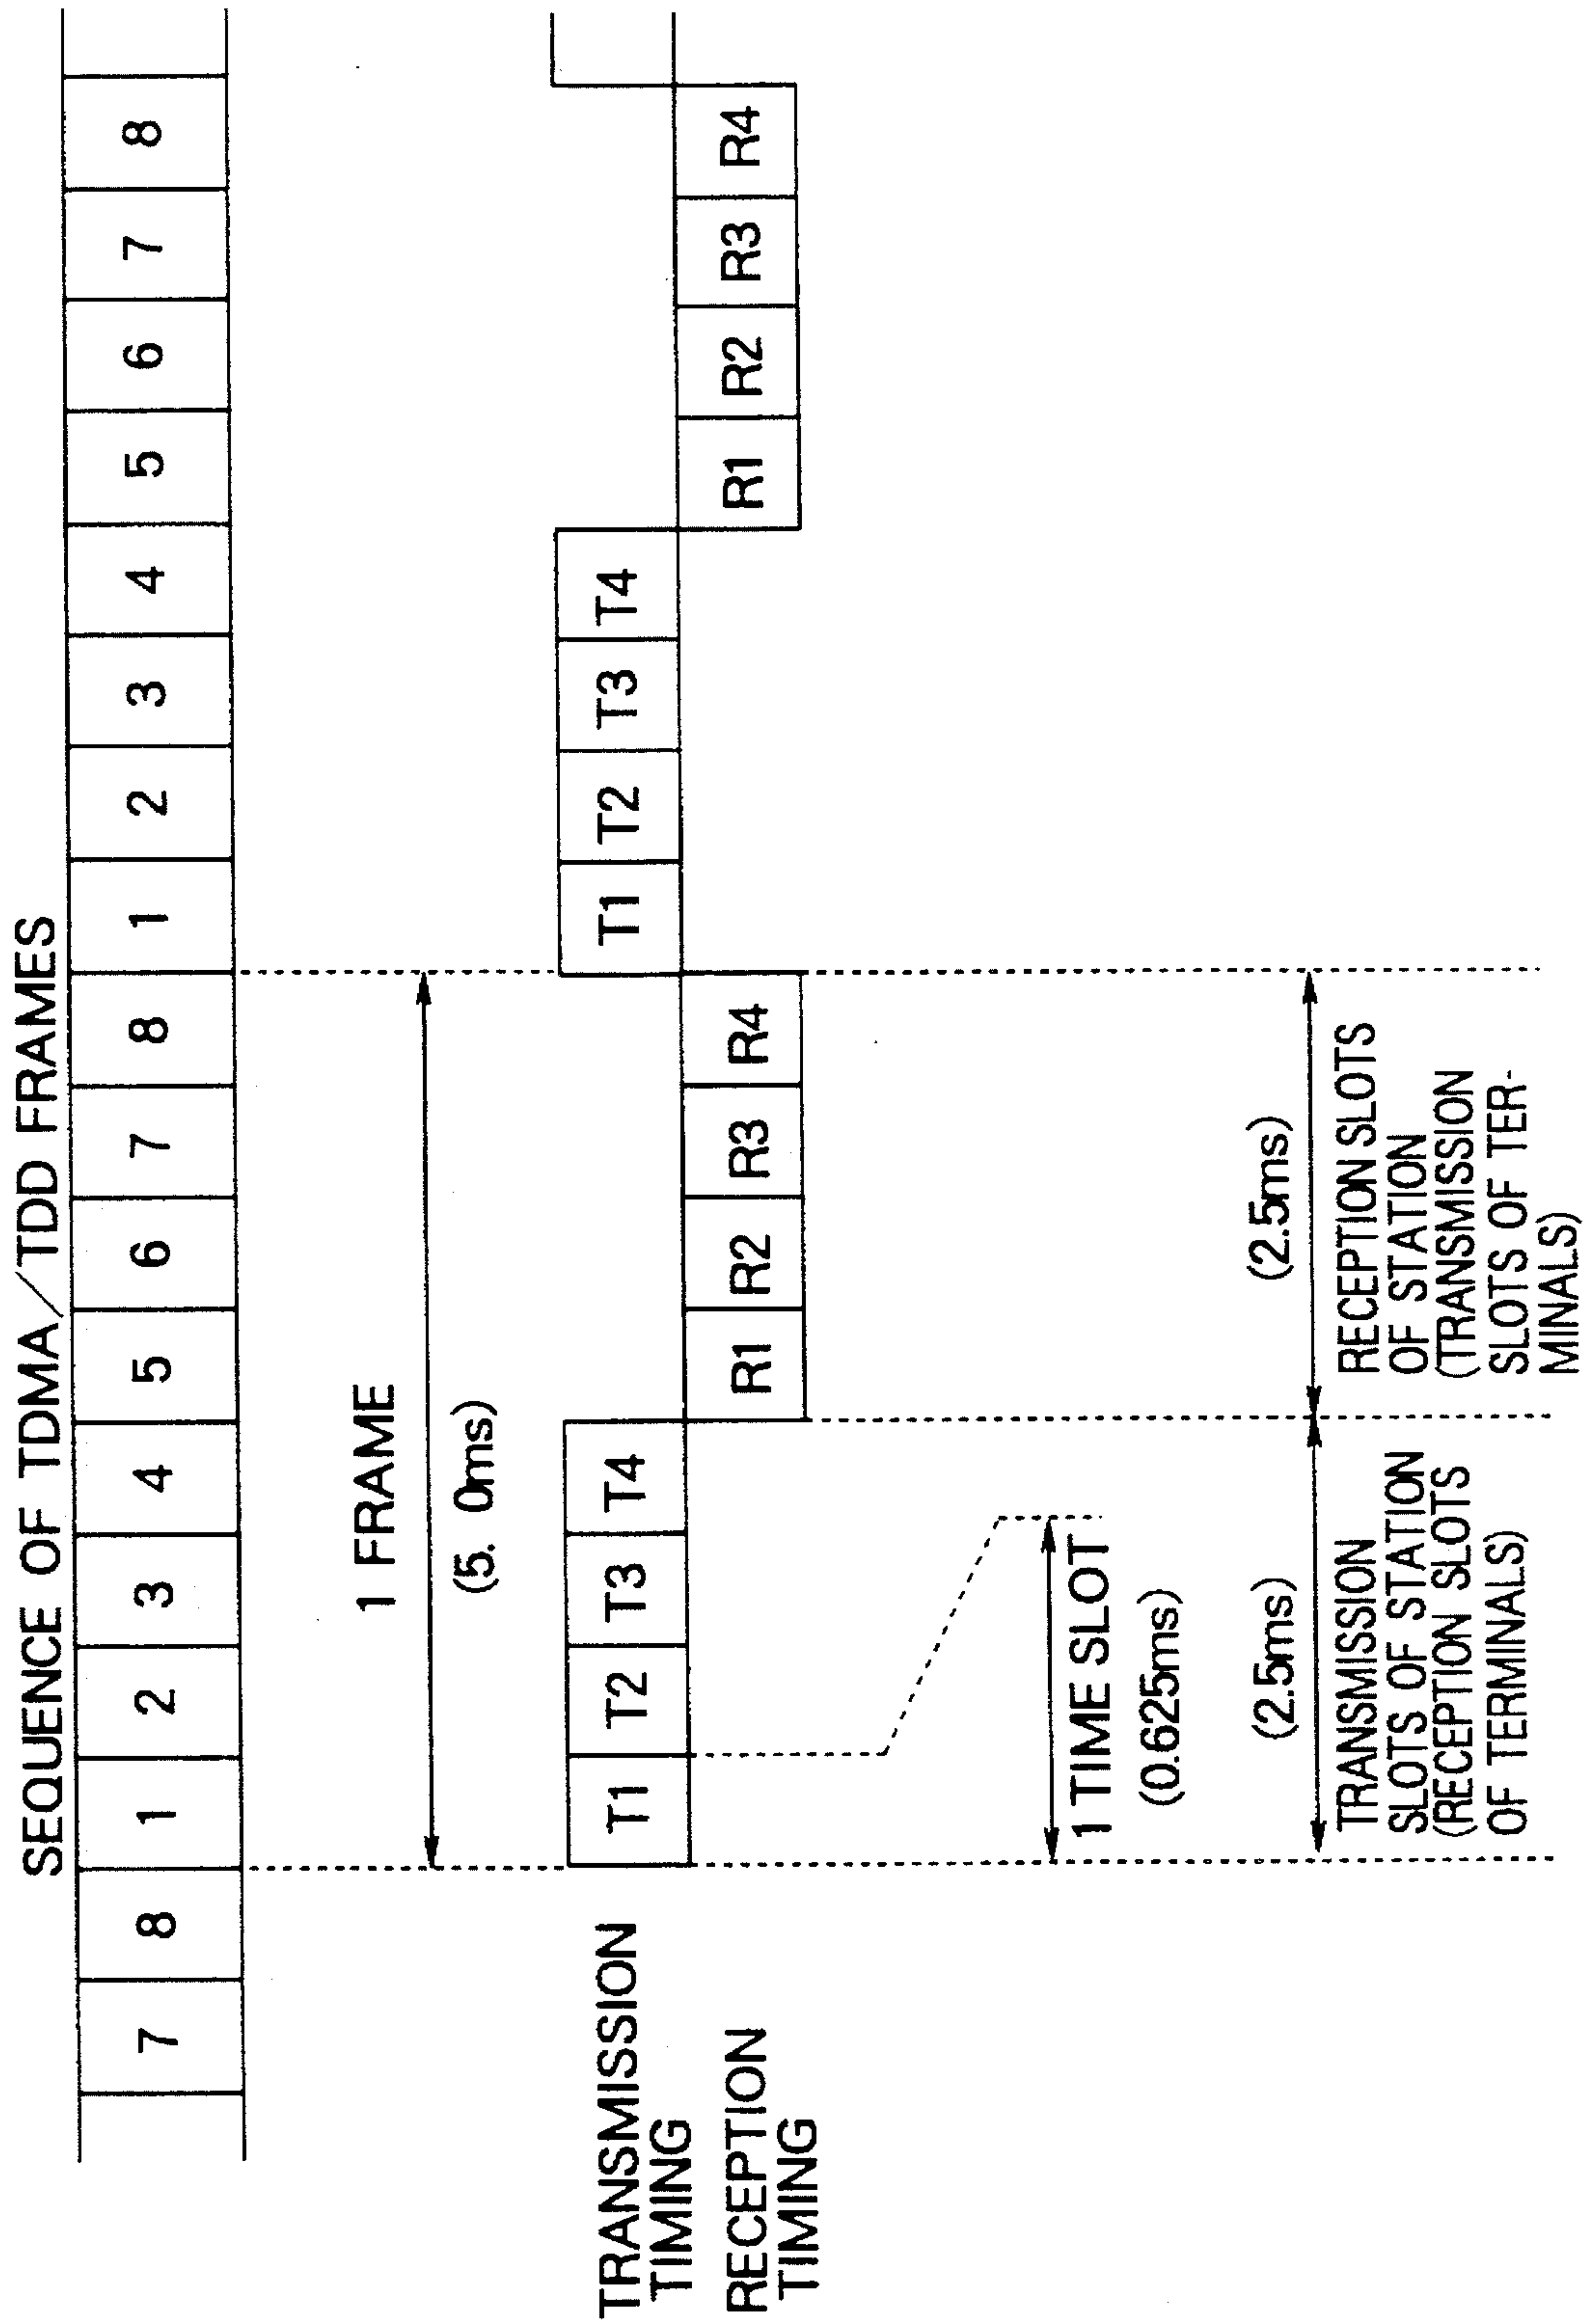 SEQUENCE OF TDMA/TDD FRAMES
7 8 1 2 3 4 5 6 7 8 1 2 3 4 5 6 7 8
1 FRAME
(5. 0ms)
TRANSMISSION
TIMING
T1 T2 T3 T4 T1 T2 T3 T4
RECEPTION
TIMING
R1 R2 R3 R4 R1 R2 R3 R4
1 TIME SLOT
(0.625ms)
(2.5ms)
TRANSMISSION
SLOTS OF STATION
(RECEPTION SLOTS
OF TERMINALS)
(2.5ms)
RECEPTION SLOTS
OF STATION
(TRANSMISSION
SLOTS OF TER-
MINALS)